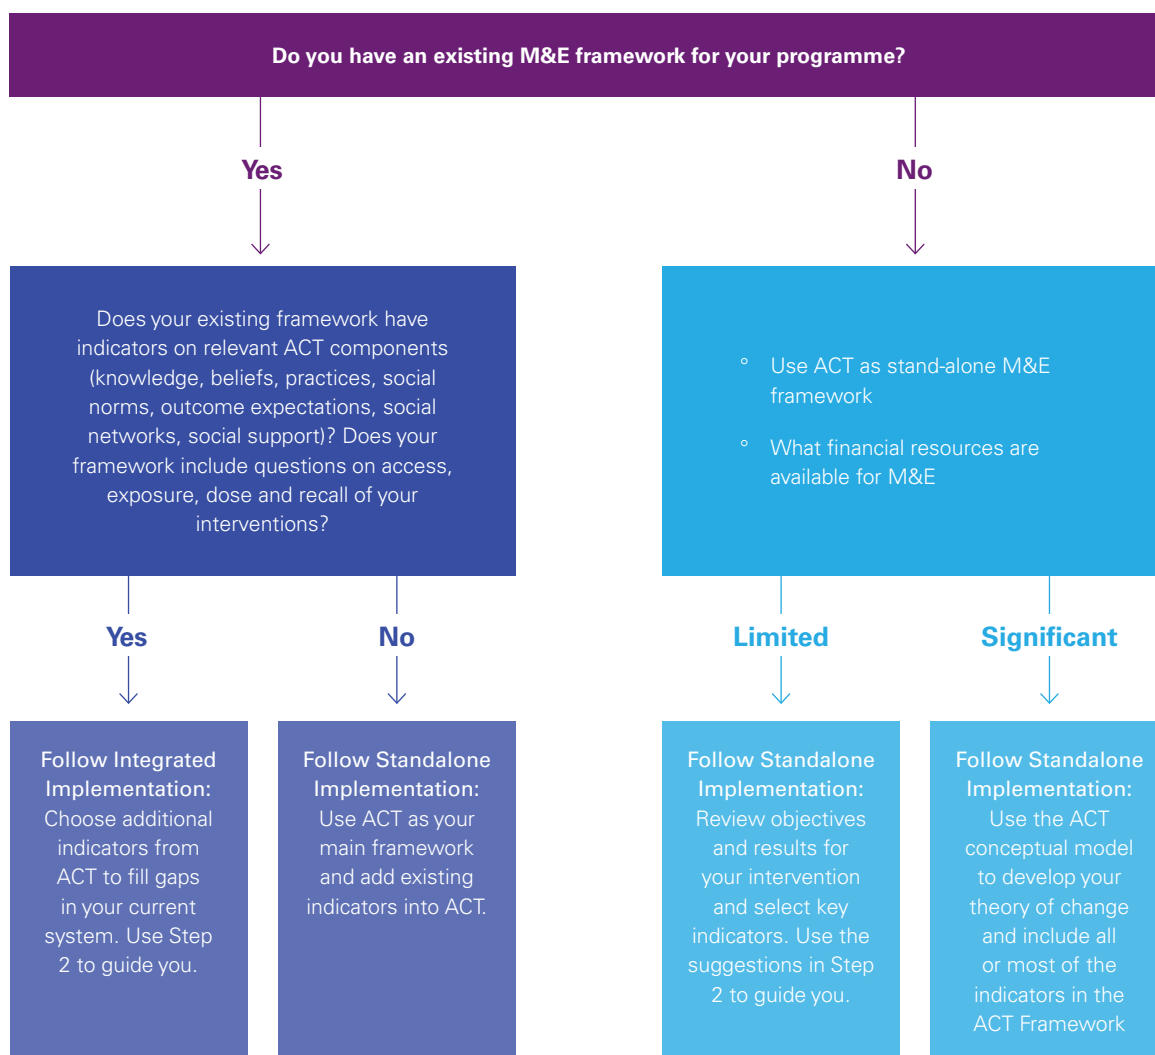 Do you have an existing M&E framework for your programme?
Yes
No
Does your existing framework have
indicators on relevant ACT components
(knowledge, beliefs, practices, social
norms, outcome expectations, social
networks, social support)? Does your
framework include questions on access,
exposure, dose and recall of your
interventions?
° Use ACT as stand-alone M&E
framework
° What financial resources are
available for M&E
Yes
No
Limited
Significant
Follow Integrated
Implementation:
Choose additional
indicators from
ACT to fill gaps
in your current
system. Use Step
2 to guide you.
Follow Standalone
Implementation:
Use ACT as your
main framework
and add existing
indicators into ACT.
Follow Standalone
Implementation:
Review objectives
and results for
your intervention
and select key
indicators. Use the
suggestions in Step
2 to guide you.
Follow Standalone
Implementation:
Use the ACT
conceptual model
to develop your
theory of change
and include all
or most of the
indicators in the
ACT Framework